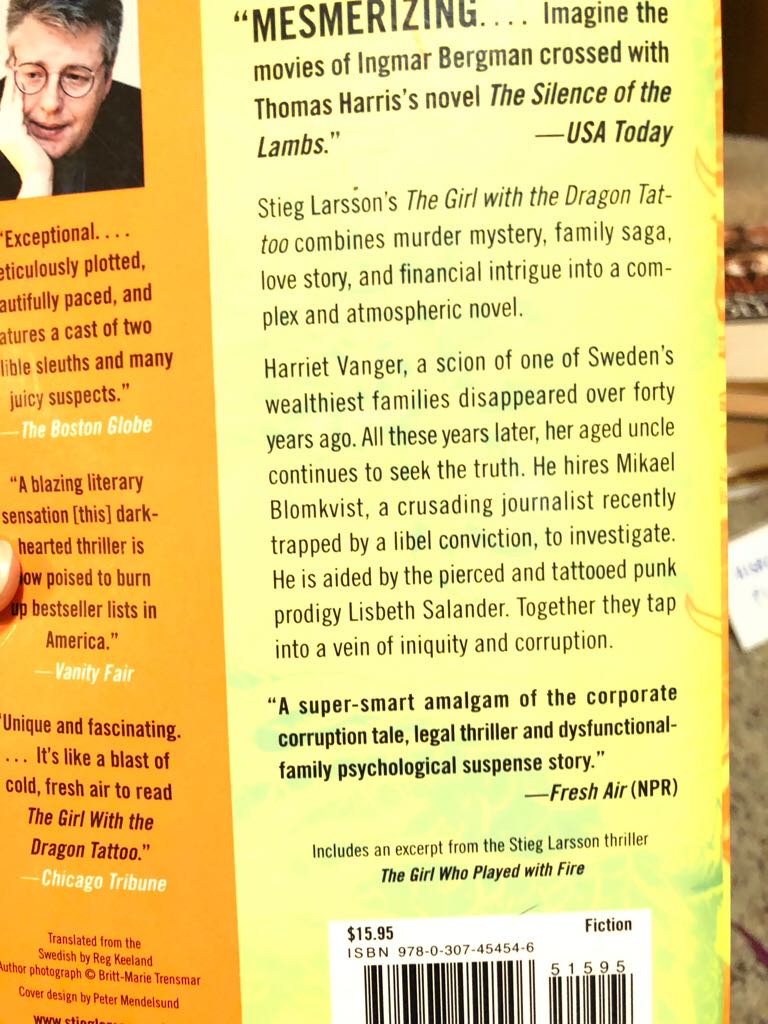 “Exceptional. . . .
eticulously plotted,
autifully paced, and
atures a cast of two
lible sleuths and many
juicy suspects.”
—The Boston Globe
“A blazing literary
sensation [this] dark-
hearted thriller is
ow poised to burn
up bestseller lists in
America.”
—Vanity Fair
“Unique and fascinating.
. . . It’s like a blast of
cold, fresh air to read
The Girl With the
Dragon Tattoo.”
—Chicago Tribune
Translated from the
Swedish by Reg Keeland
Author photograph © Britt-Marie Trensmar
Cover design by Peter Mendelsund
“MESMERIZING. . . . Imagine the
movies of Ingmar Bergman crossed with
Thomas Harris’s novel The Silence of the
Lambs.” —USA Today
Stieg Larsson’s The Girl with the Dragon Tat-
too combines murder mystery, family saga,
love story, and financial intrigue into a com-
plex and atmospheric novel.
Harriet Vanger, a scion of one of Sweden’s
wealthiest families disappeared over forty
years ago. All these years later, her aged uncle
continues to seek the truth. He hires Mikael
Blomkvist, a crusading journalist recently
trapped by a libel conviction, to investigate.
He is aided by the pierced and tattooed punk
prodigy Lisbeth Salander. Together they tap
into a vein of iniquity and corruption.
“A super-smart amalgam of the corporate
corruption tale, legal thriller and dysfunctional-
family psychological suspense story.”
—Fresh Air (NPR)
Includes an excerpt from the Stieg Larsson thriller
The Girl Who Played with Fire
$15.95 Fiction
ISBN 978-0-307-45454-6
51595